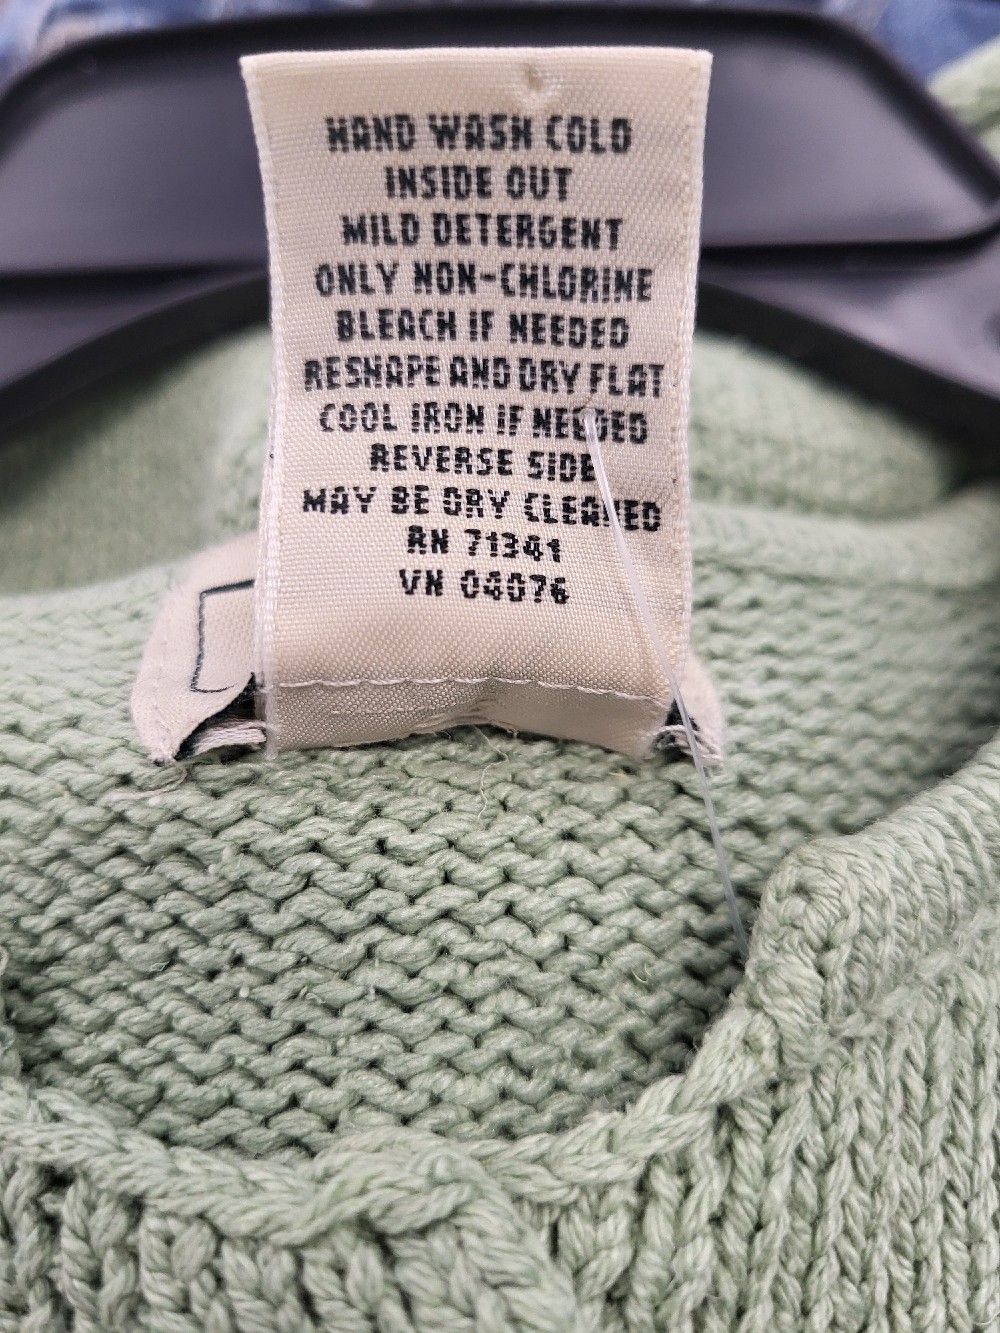 HAND WASH COLD
INSIDE OUT
MILD DETERGENT
ONLY NON-CHLORINE
BLEACH IF NEEDED
RESHAPE AND DRY FLAT
COOL IRON IF NEEDED
REVERSE SIDE
MAY BE DRY CLEANED
RN 71341
VN 04076